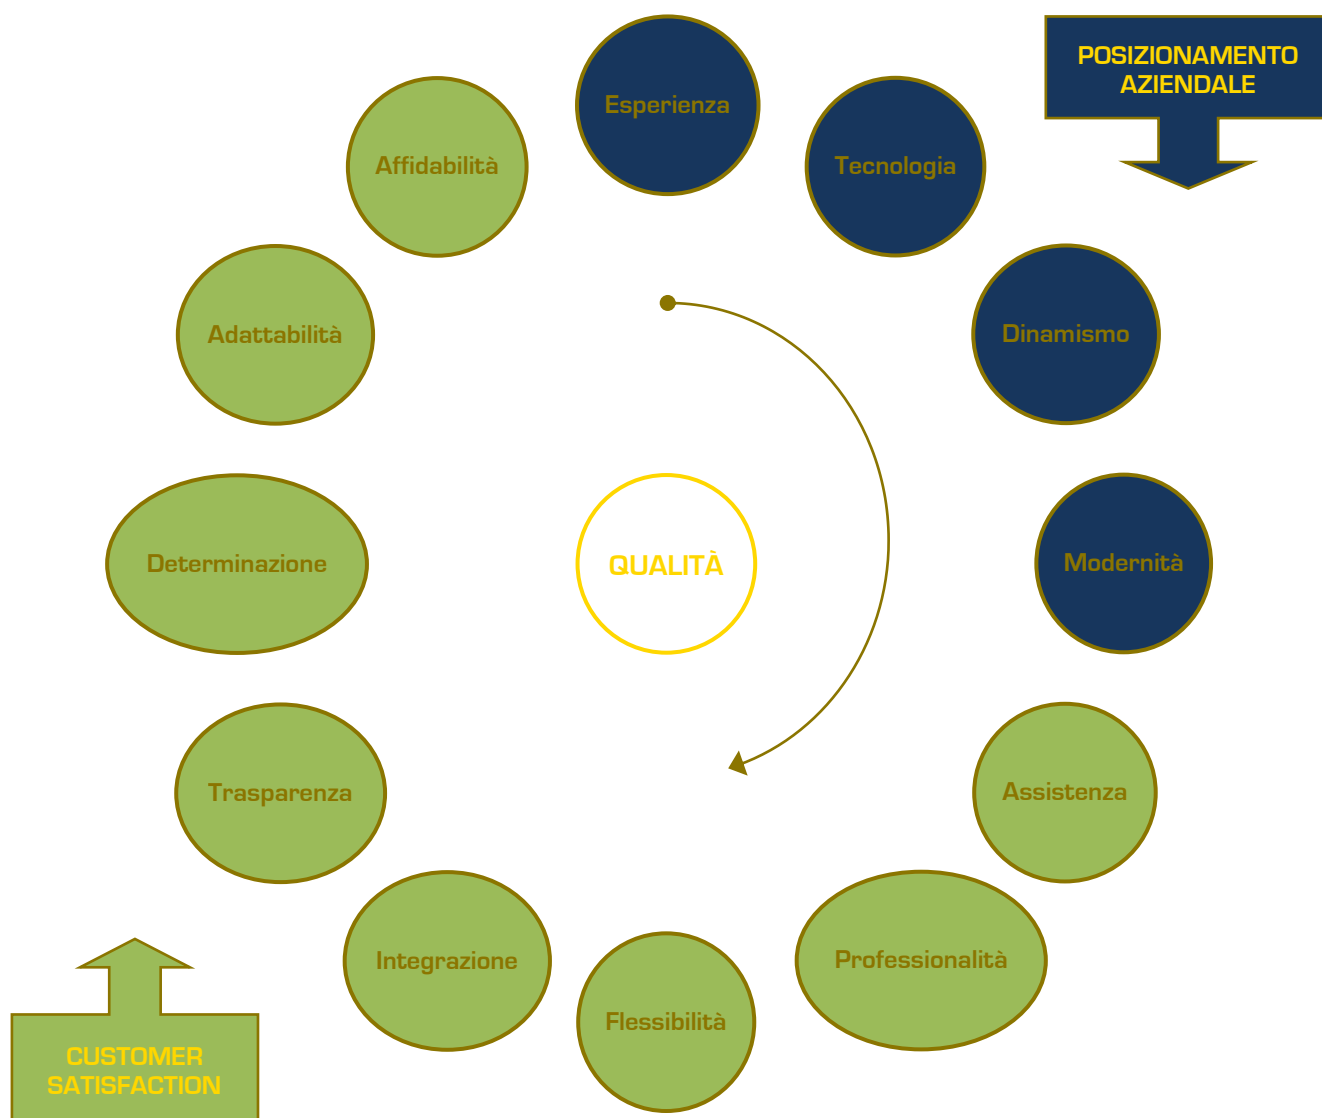 POSIZIONAMENTO
AZIENDALE
Esperienza
Affidabilità
Tecnologia
Adattabilità
Dinamismo
Determinazione
QUALITÀ
Modernità
Trasparenza
Assistenza
Integrazione
Professionalità
Flessibilità
CUSTOMER
SATISFACTION